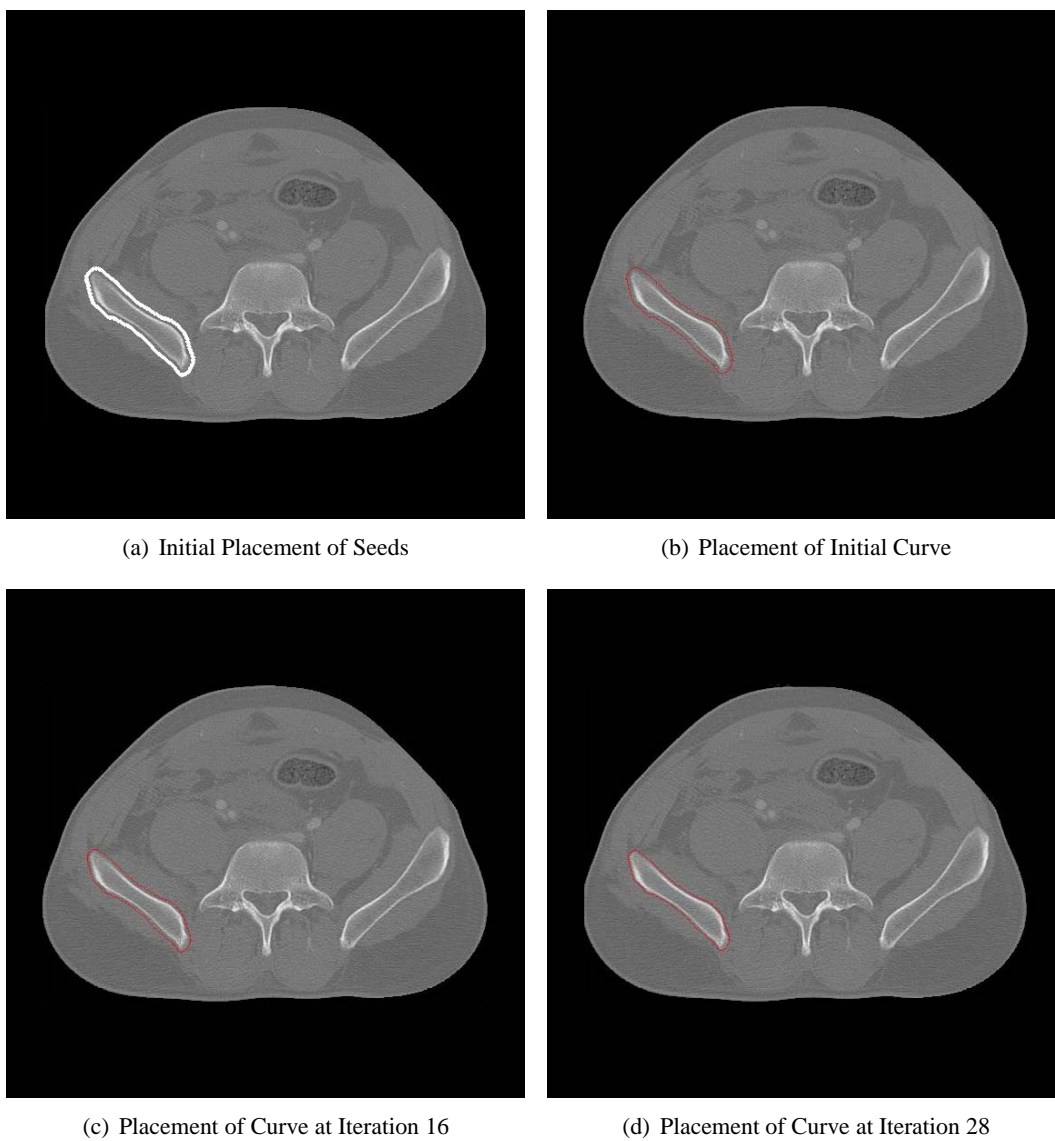 (a) Initial Placement of Seeds
(b) Placement of Initial Curve
(c) Placement of Curve at Iteration 16
(d) Placement of Curve at Iteration 28